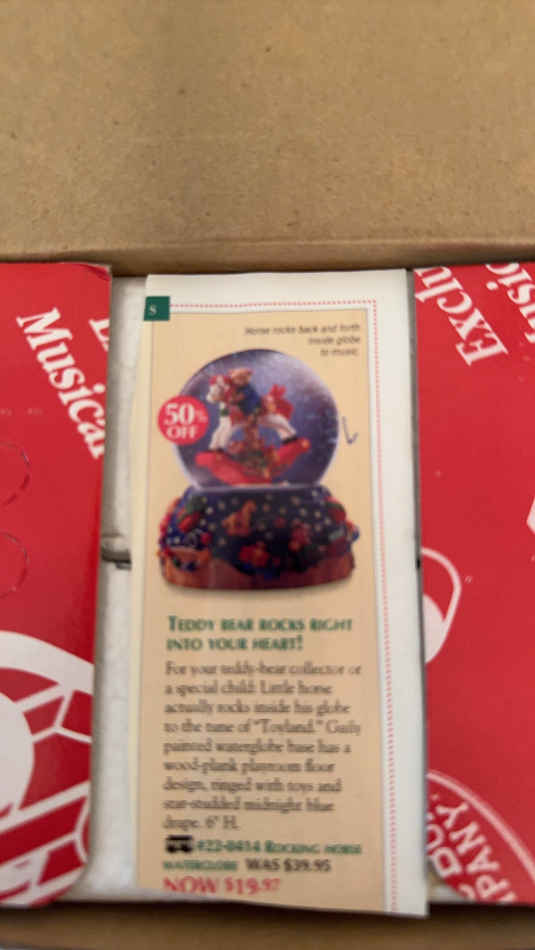 Musical
Exclu
S
Horse rocks back and forth
inside globe
to music.
50%
OFF
TEDDY BEAR ROCKS RIGHT
INTO YOUR HEART!
For your teddy-bear collector or
a special child: Little horse
actually rocks inside his globe
to the tune of "Toyland." Gaily
painted waterglobe base has a
wood-plank playroom floor
design, ringed with toys and
star-studded midnight blue
drape. 6" H.
#22-0414 ROCKING HORSE
WATERGLOBE WAS $39.95
NOW $19.97